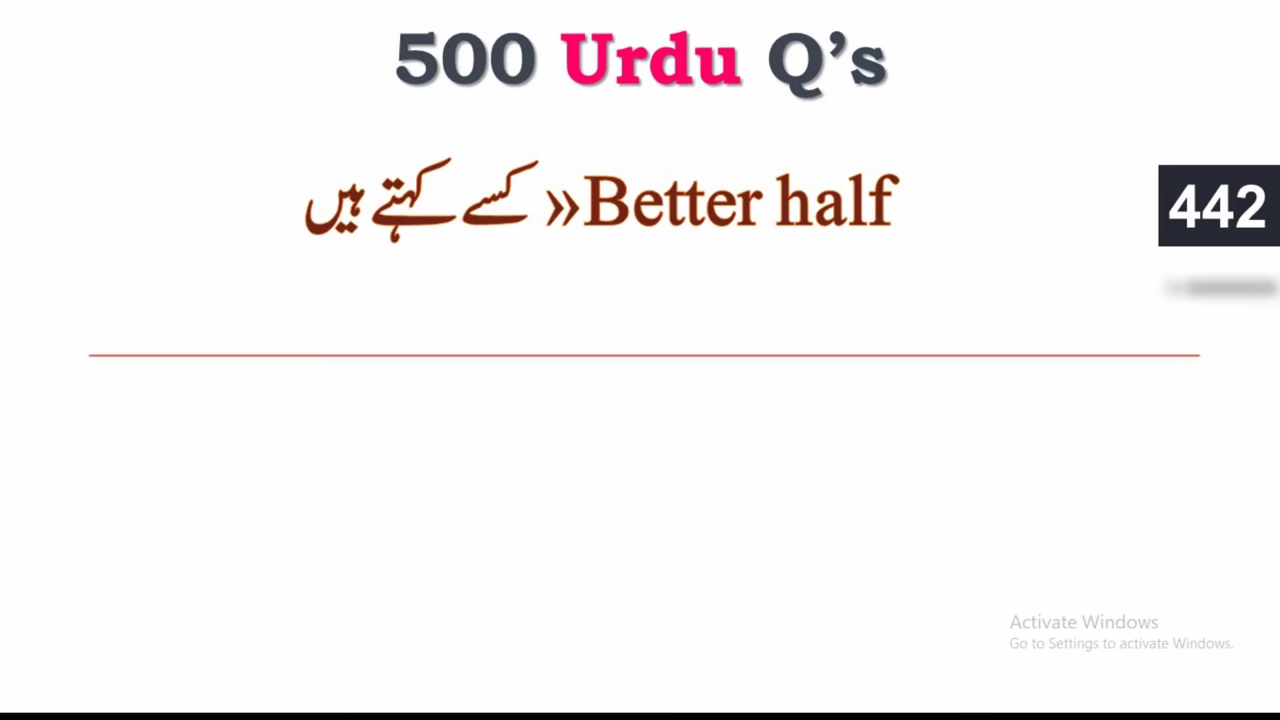 500 Urdu Q's
Better half» کسے کہتے ہیں
442
Activate Windows
Go to Settings to activate Windows.